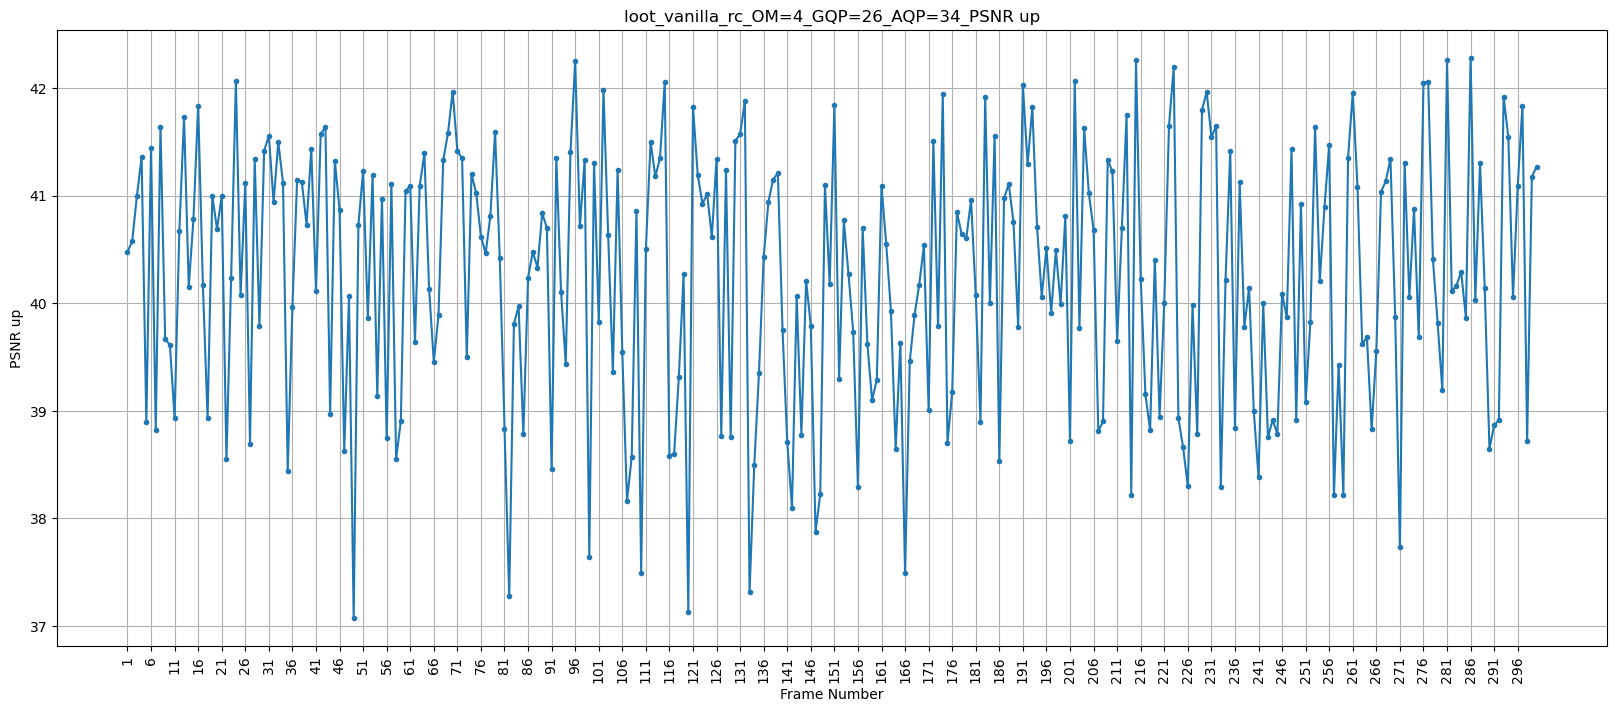 loot_vanilla_rc_OM=4_GQP=26_AQP=34_PSNR up
PSNR up
42
41
40
39
38
37
1 6 11 16 21 26 31 36 41 46 51 56 61 66 71 76 81 86 91 96 101 106 111 116 121 126 131 136 141 146 151 156 161 166 171 176 181 186 191 196 201 206 211 216 221 226 231 236 241 246 251 256 261 266 271 276 281 286 291 296
Frame Number